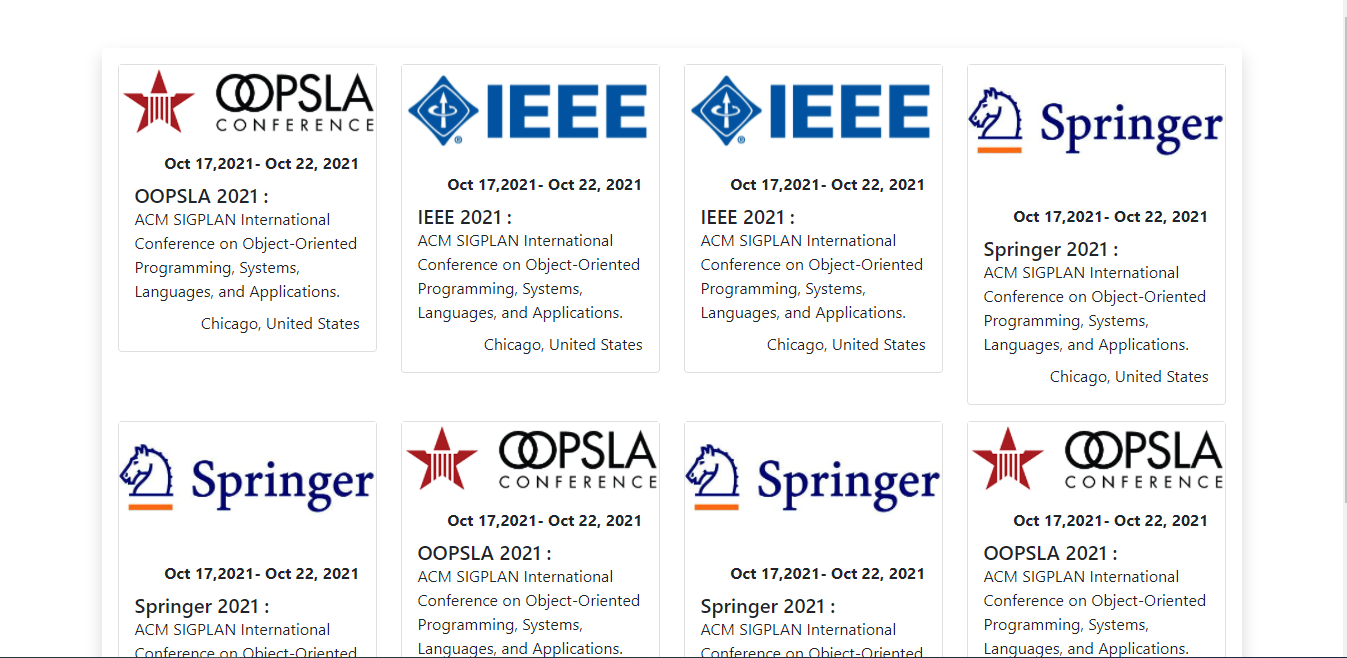 OOPSLA
CONFERENCE
Oct 17,2021- Oct 22, 2021
OOPSLA 2021 :
ACM SIGPLAN International
Conference on Object-Oriented
Programming, Systems,
Languages, and Applications.
Chicago, United States
IEEE
®
Oct 17,2021- Oct 22, 2021
IEEE 2021 :
ACM SIGPLAN International
Conference on Object-Oriented
Programming, Systems,
Languages, and Applications.
Chicago, United States
IEEE
®
Oct 17,2021- Oct 22, 2021
IEEE 2021 :
ACM SIGPLAN International
Conference on Object-Oriented
Programming, Systems,
Languages, and Applications.
Chicago, United States
Springer
Oct 17,2021- Oct 22, 2021
Springer 2021 :
ACM SIGPLAN International
Conference on Object-Oriented
Programming, Systems,
Languages, and Applications.
Chicago, United States
Springer
Oct 17,2021- Oct 22, 2021
Springer 2021 :
ACM SIGPLAN International
Conference on Object-Oriented
OOPSLA
CONFERENCE
Oct 17,2021- Oct 22, 2021
OOPSLA 2021 :
ACM SIGPLAN International
Conference on Object-Oriented
Programming, Systems,
Languages, and Applications.
Springer
Oct 17,2021- Oct 22, 2021
Springer 2021 :
ACM SIGPLAN International
Conference on Object-Oriented
OOPSLA
CONFERENCE
Oct 17,2021- Oct 22, 2021
OOPSLA 2021 :
ACM SIGPLAN International
Conference on Object-Oriented
Programming, Systems,
Languages, and Applications.